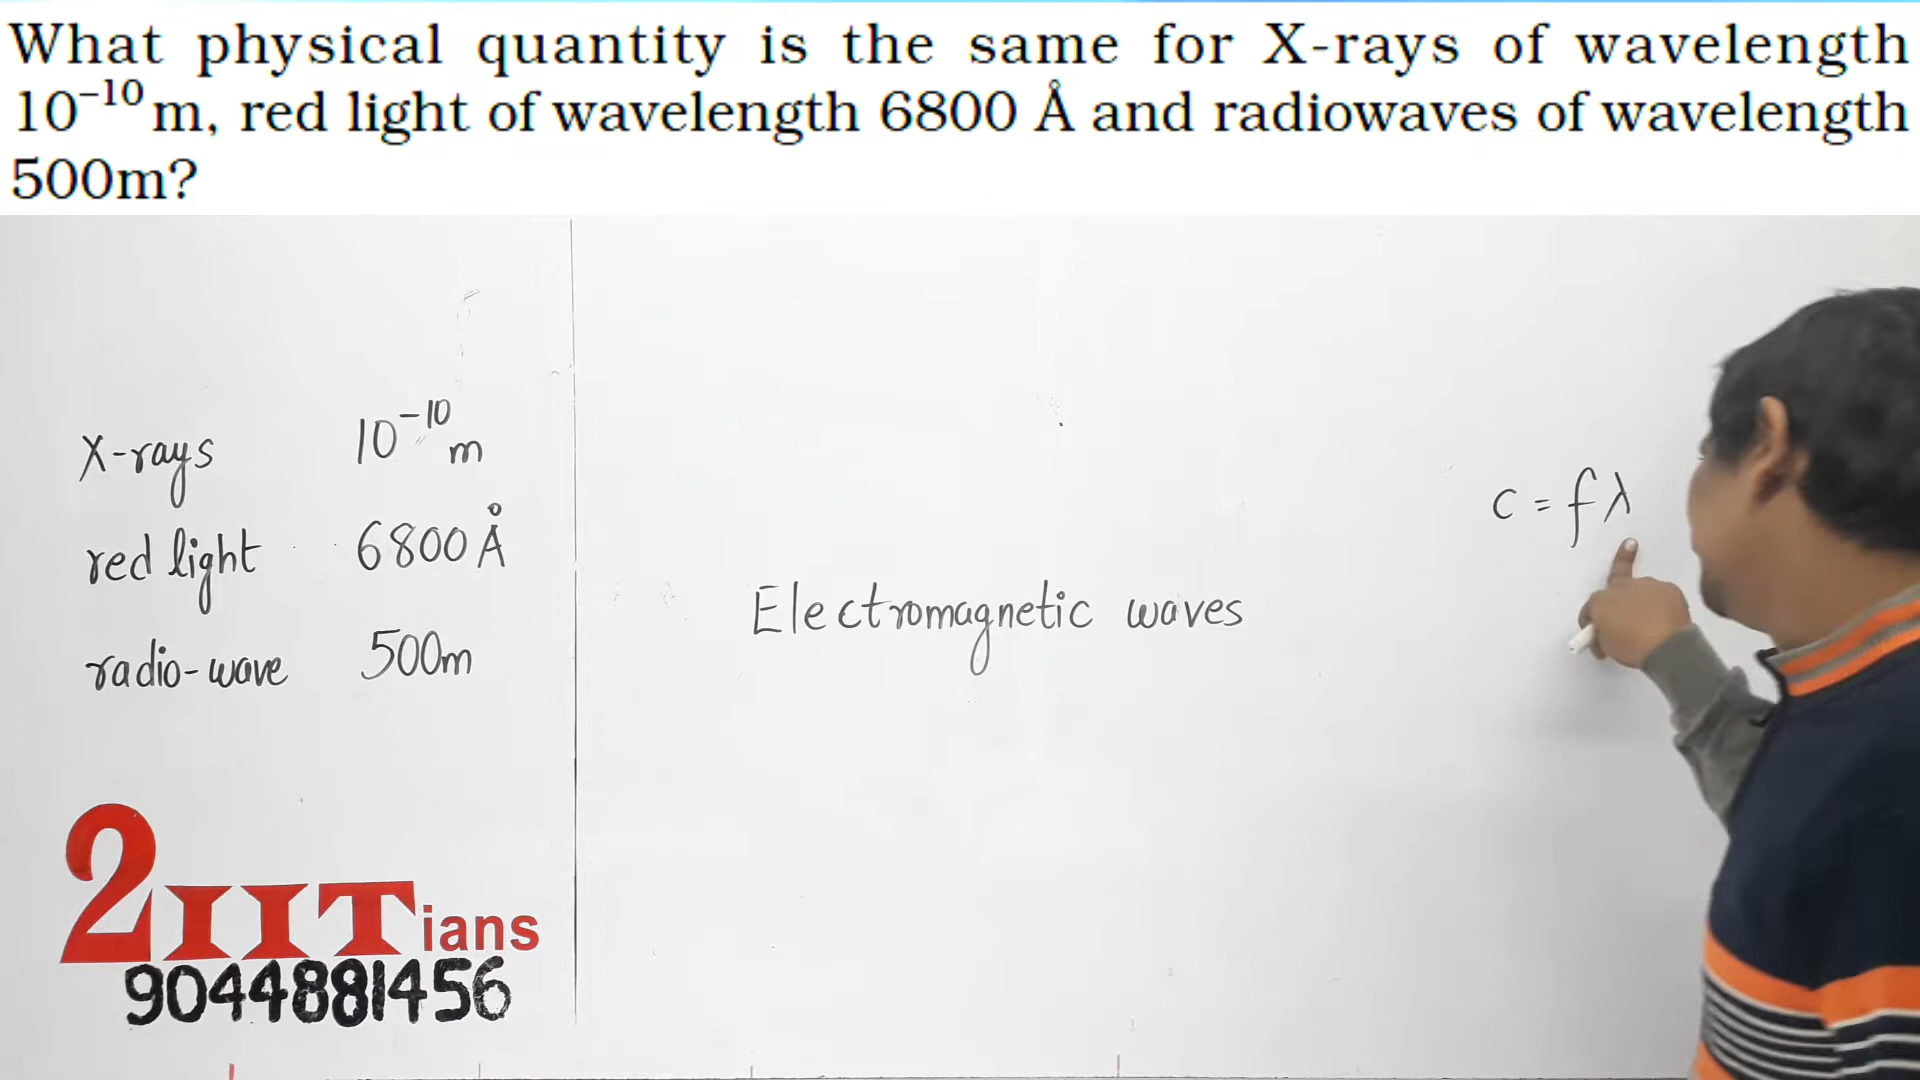 What physical quantity is the same for X-rays of wavelength
10⁻¹⁰ m, red light of wavelength 6800 Å and radiowaves of wavelength
500m?
X-rays 10⁻¹⁰ m
red light 6800 Å
radio-wave 500m
Electromagnetic waves
c = fλ
2IITians
9044881456